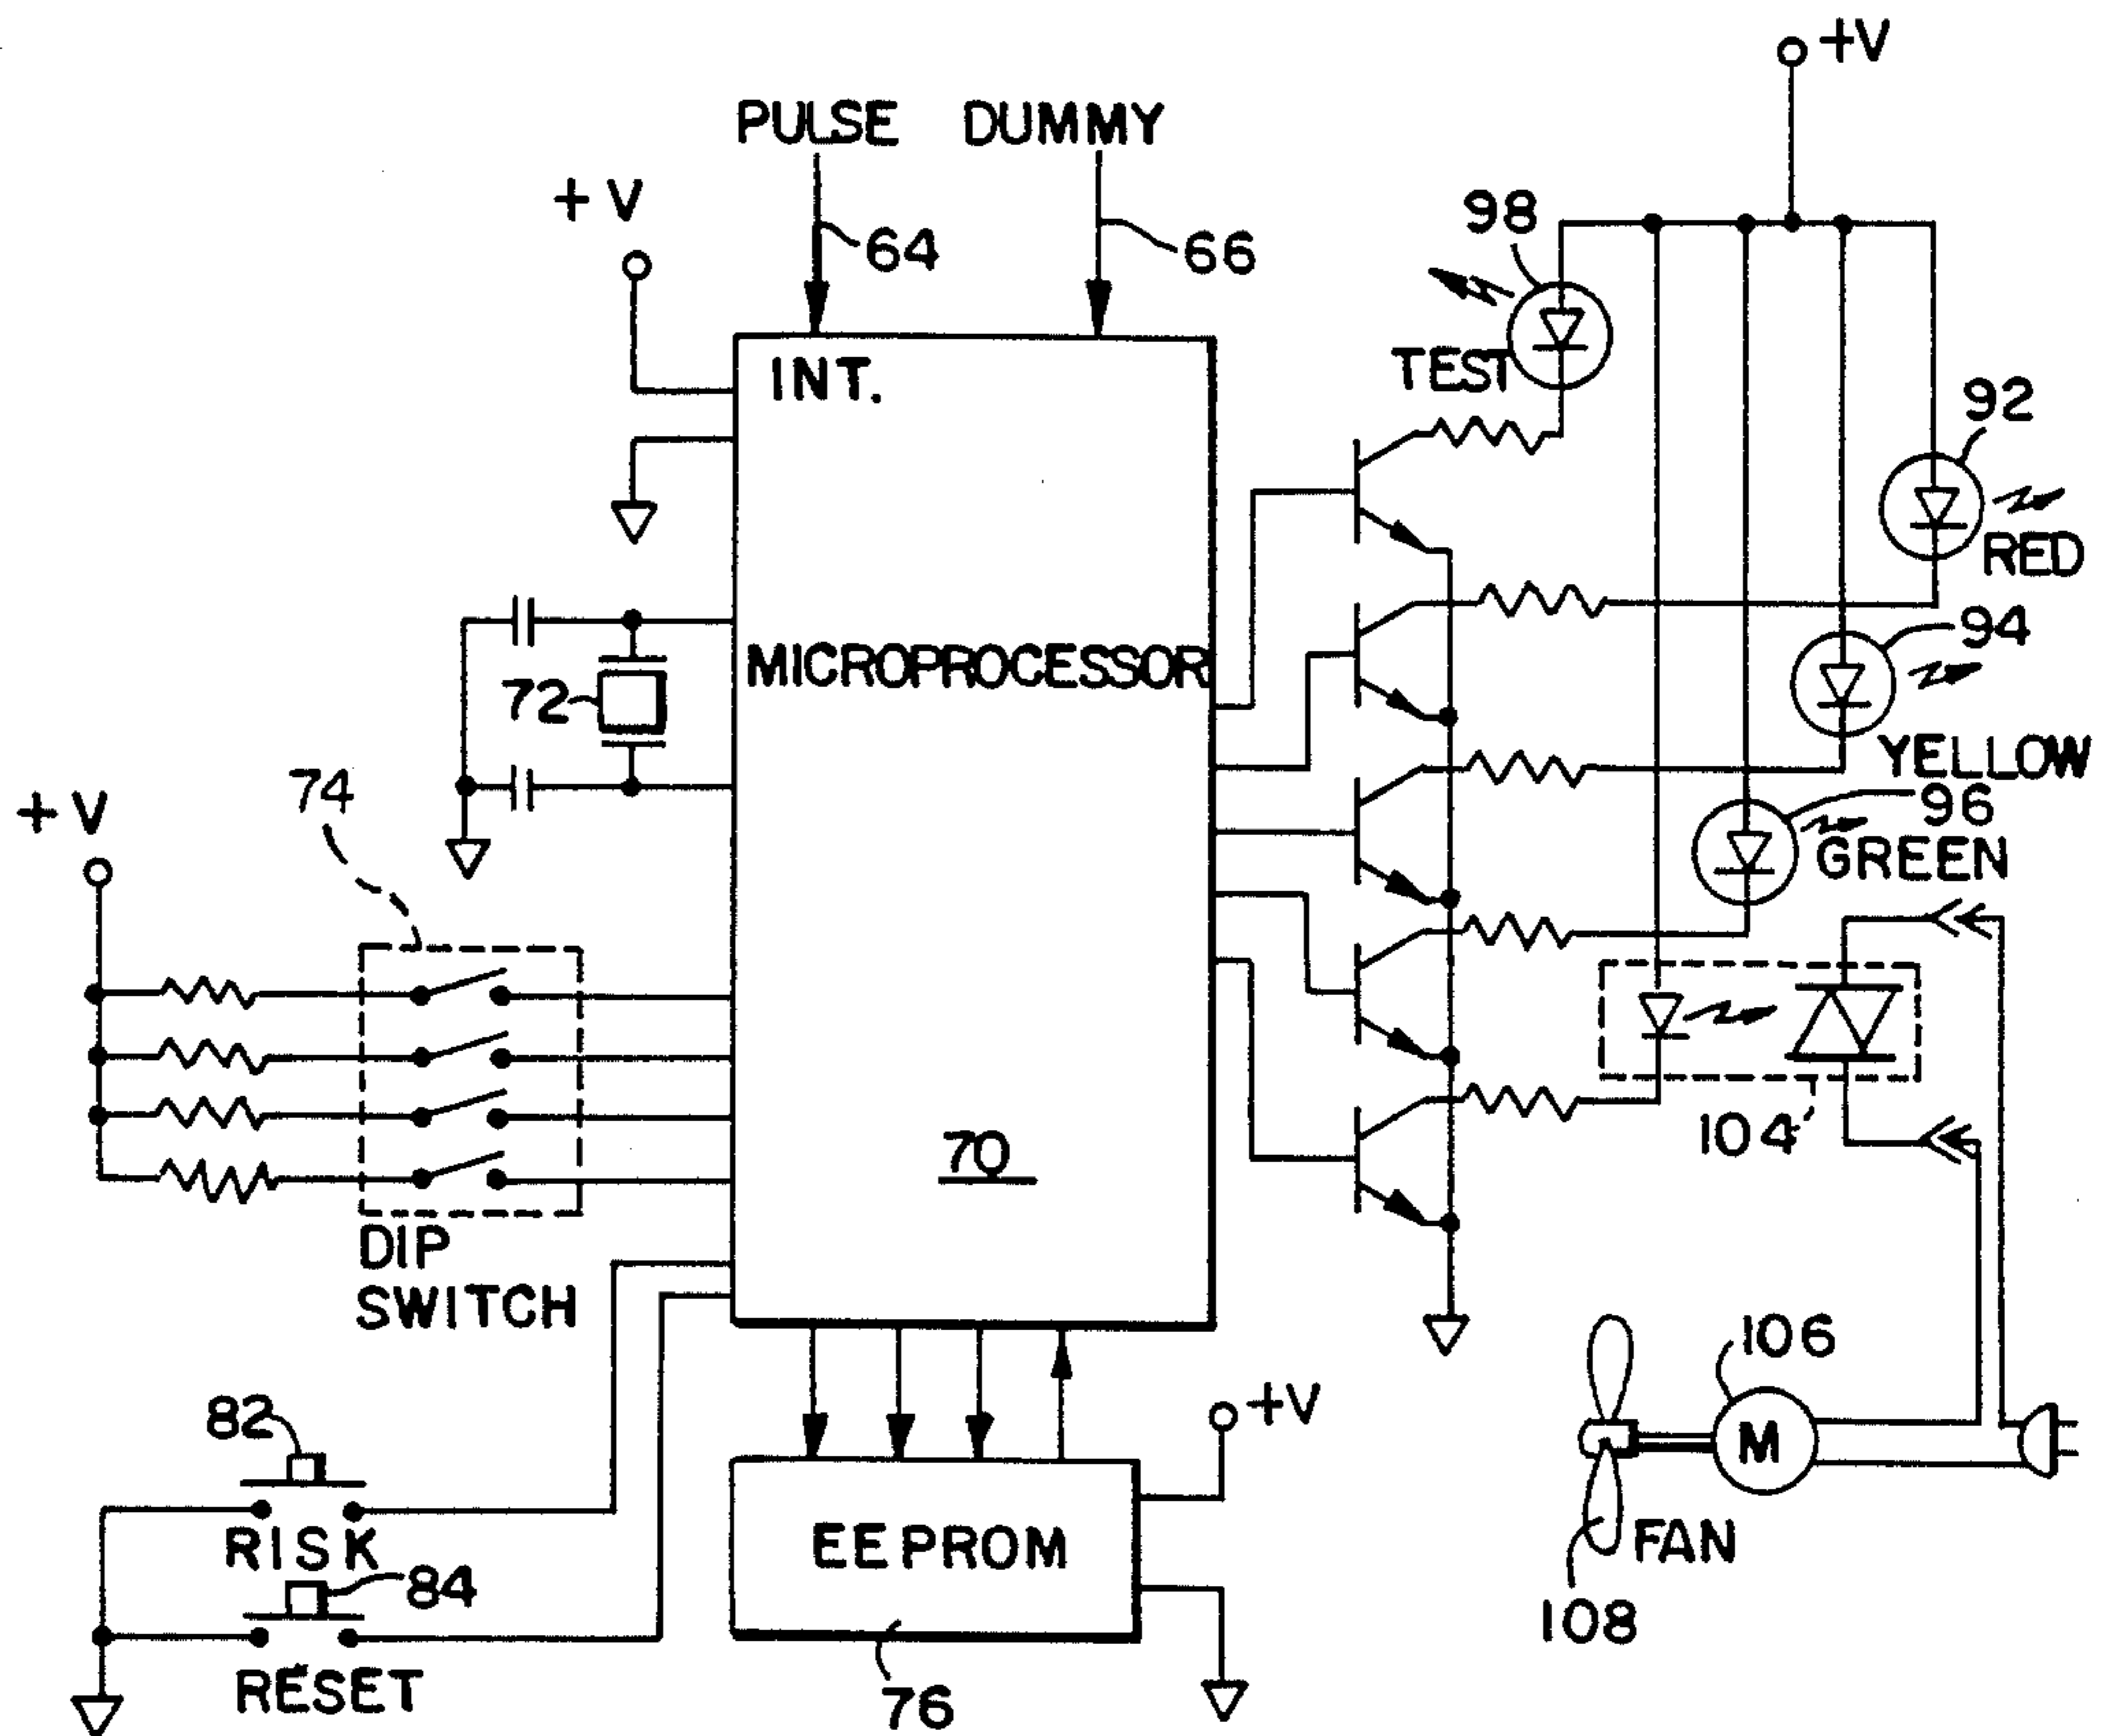 +V
PULSE DUMMY
+V
64
66
98
INT.
TEST
92
RED
MICROPROCESSOR
72
94
YELLOW
74
+V
96
GREEN
104
70
DIP
SWITCH
106
82
+V
M
RISK
EEPROM
FAN
84
108
RESET
76